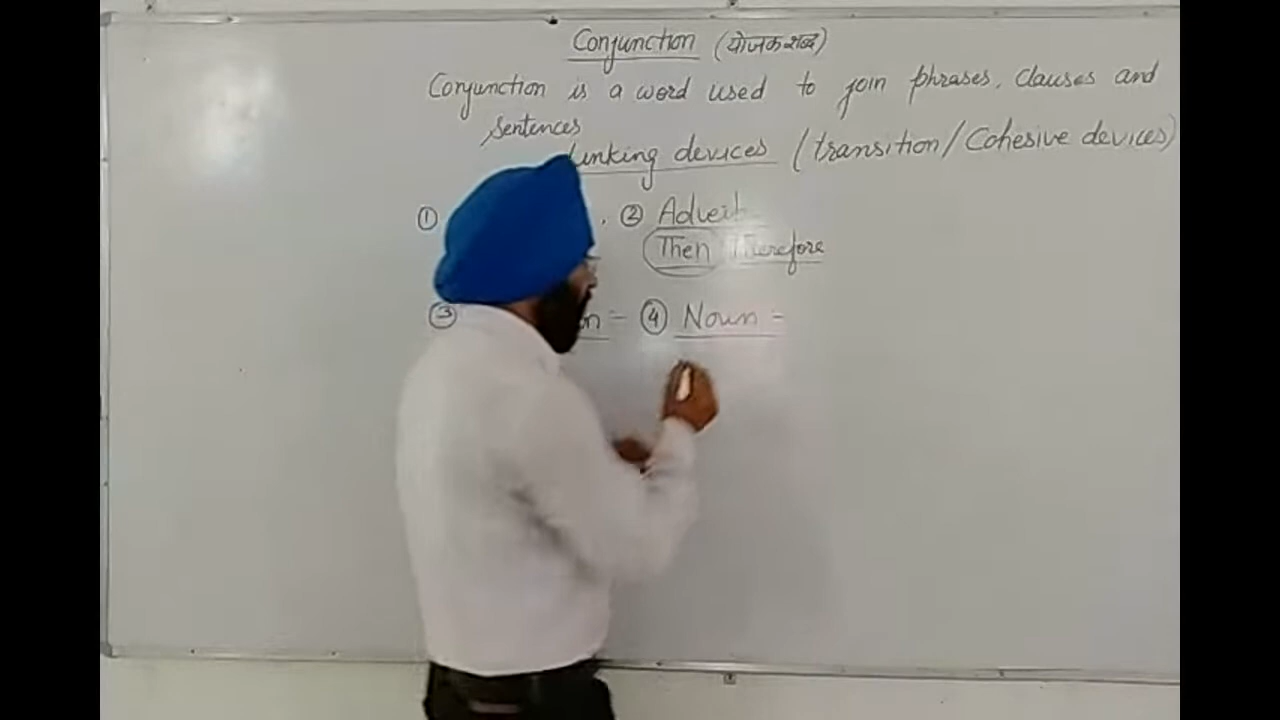 Conjunction (योजक शब्द)
Conjunction is a word used to join phrases, Clauses and
sentences
Linking devices (transition/Cohesive devices)
① ② Adverb
Then Therefore
③ ④ Noun -